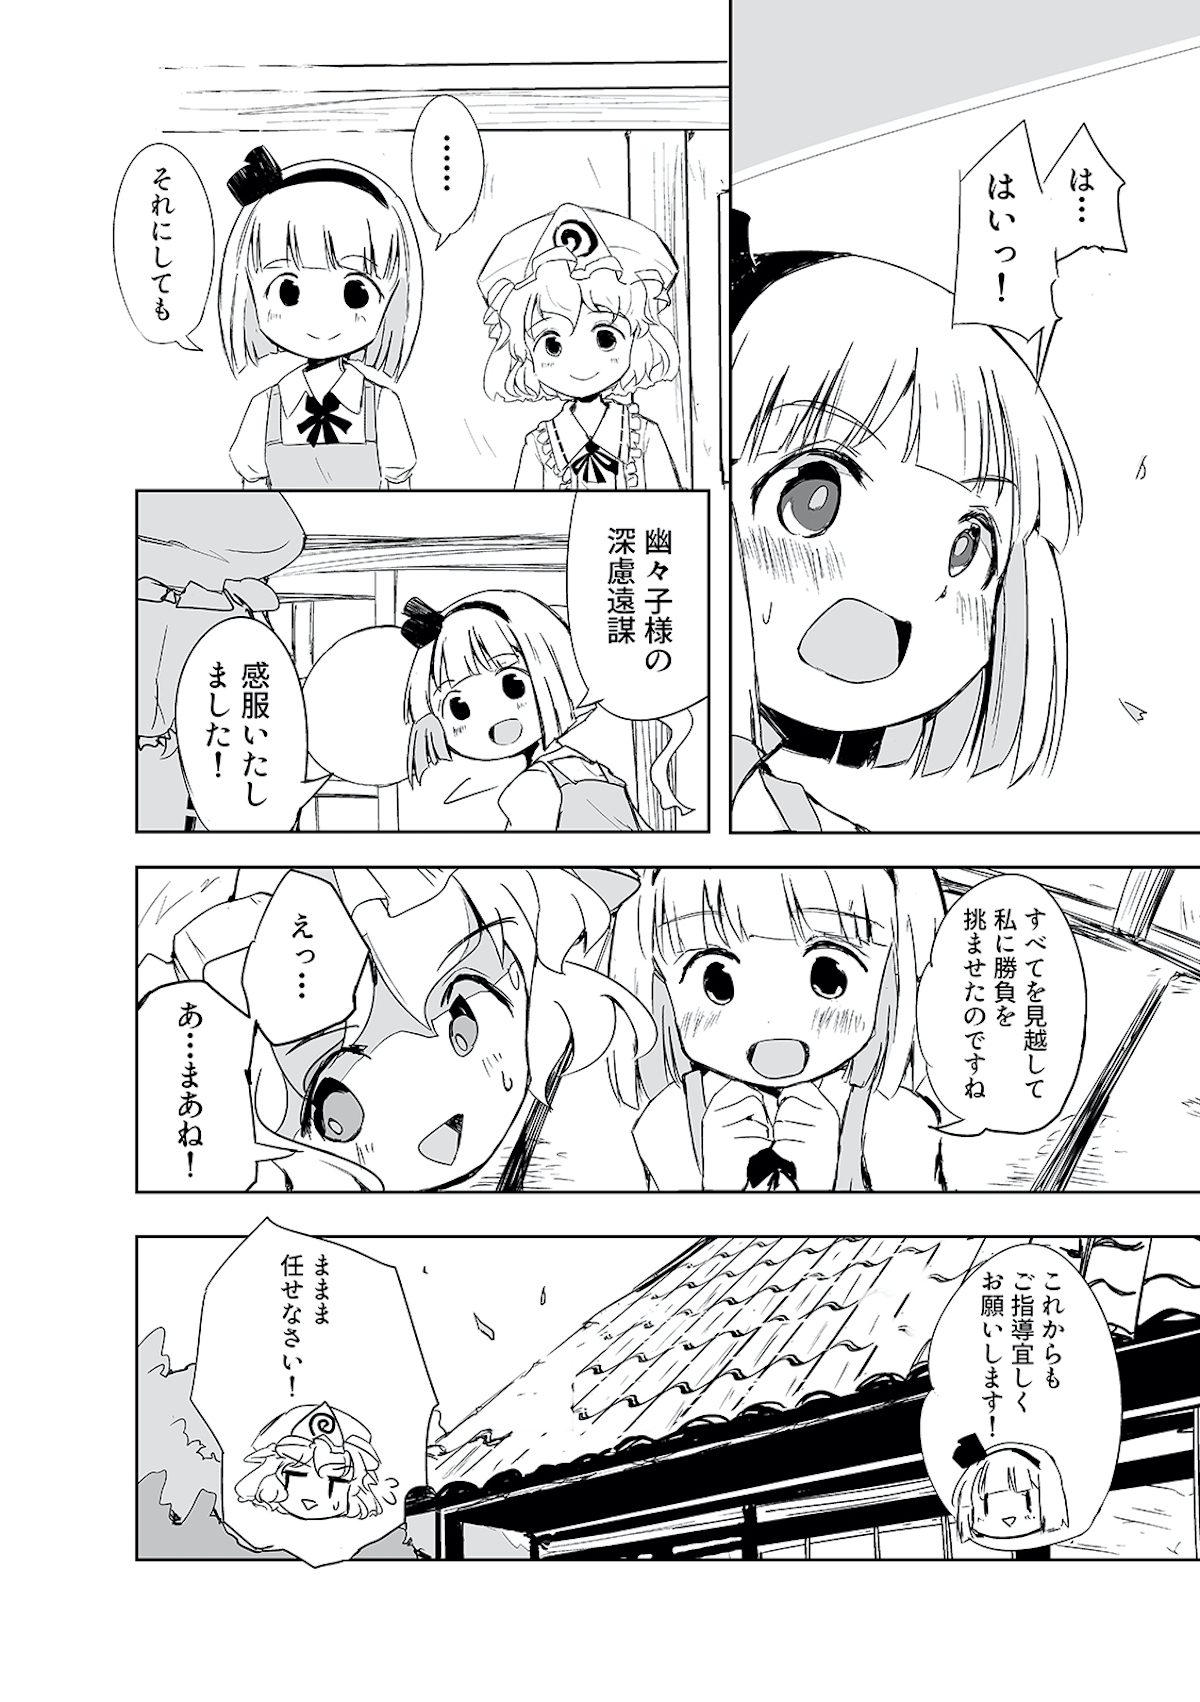 は…
はいっ！
……
それにしても
幽々子様の
深慮遠謀
感服いたし
ました！
すべてを見越して
私に勝負を
挑ませたのですね
えっ…
あ…まあね！
これからも
ご指導宜しく
お願いします！
ままま
任せなさい！